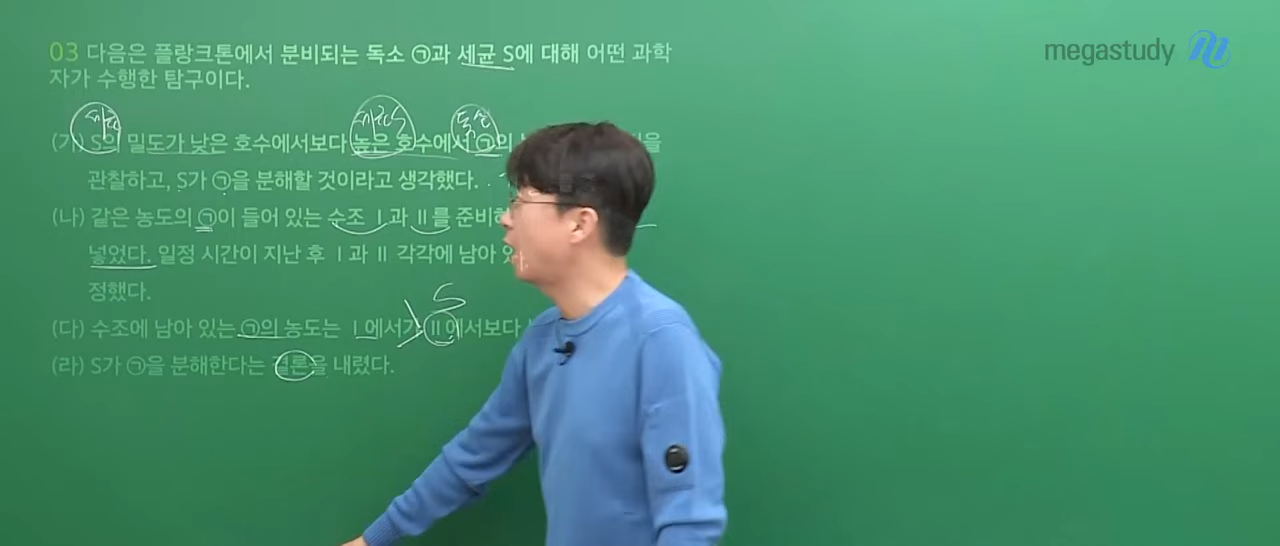 megastudy
03 다음은 플랑크톤에서 분비되는 독소 ㉠과 세균 S에 대해 어떤 과학
자가 수행한 탐구이다.
세균 세균S 독소
(가) S의 밀도가 낮은 호수에서보다 높은 호수에서 ㉠의
관찰하고, S가 ㉠을 분해할 것이라고 생각했다.
(나) 같은 농도의 ㉠이 들어 있는 수조 Ⅰ과 Ⅱ를 준비하
넣었다. 일정 시간이 지난 후 Ⅰ과 Ⅱ 각각에 남아
정했다.
S
(다) 수조에 남아 있는 ㉠의 농도는 Ⅰ에서가 Ⅱ에서보다
(라) S가 ㉠을 분해한다는 결론을 내렸다.